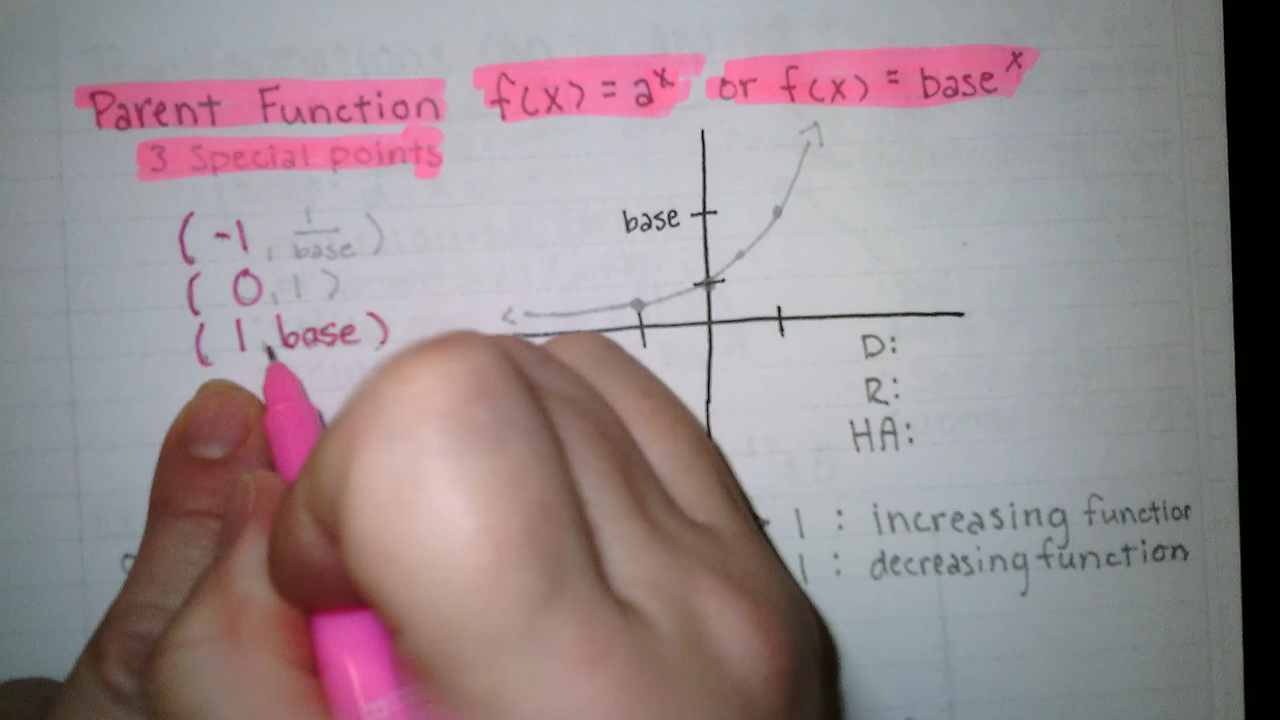 Parent Function f(x) = a^x or f(x) = base^x
3 Special points
(-1, 1/base)
(0, 1)
(1, base)
base
D:
R:
HA:
1 : increasing function
1 : decreasing function